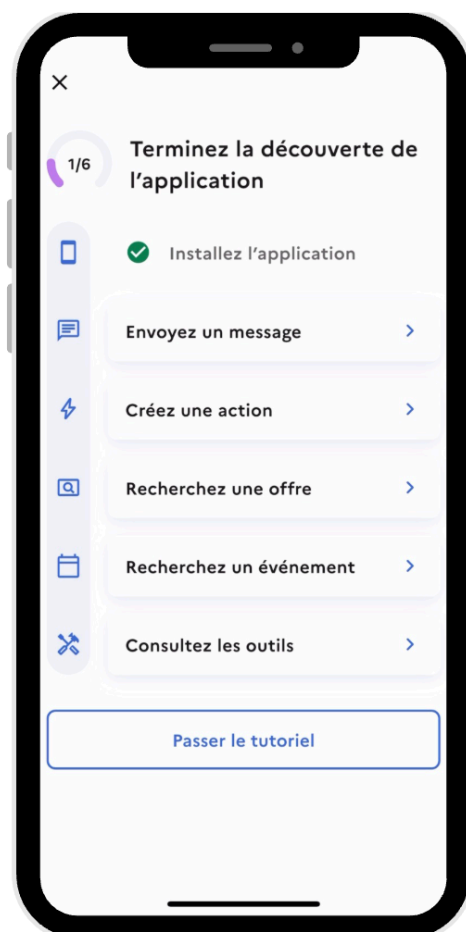 1/6
Terminez la découverte de
l’application
Installez l’application
Envoyez un message
Créez une action
Recherchez une offre
Recherchez un événement
Consultez les outils
Passer le tutoriel